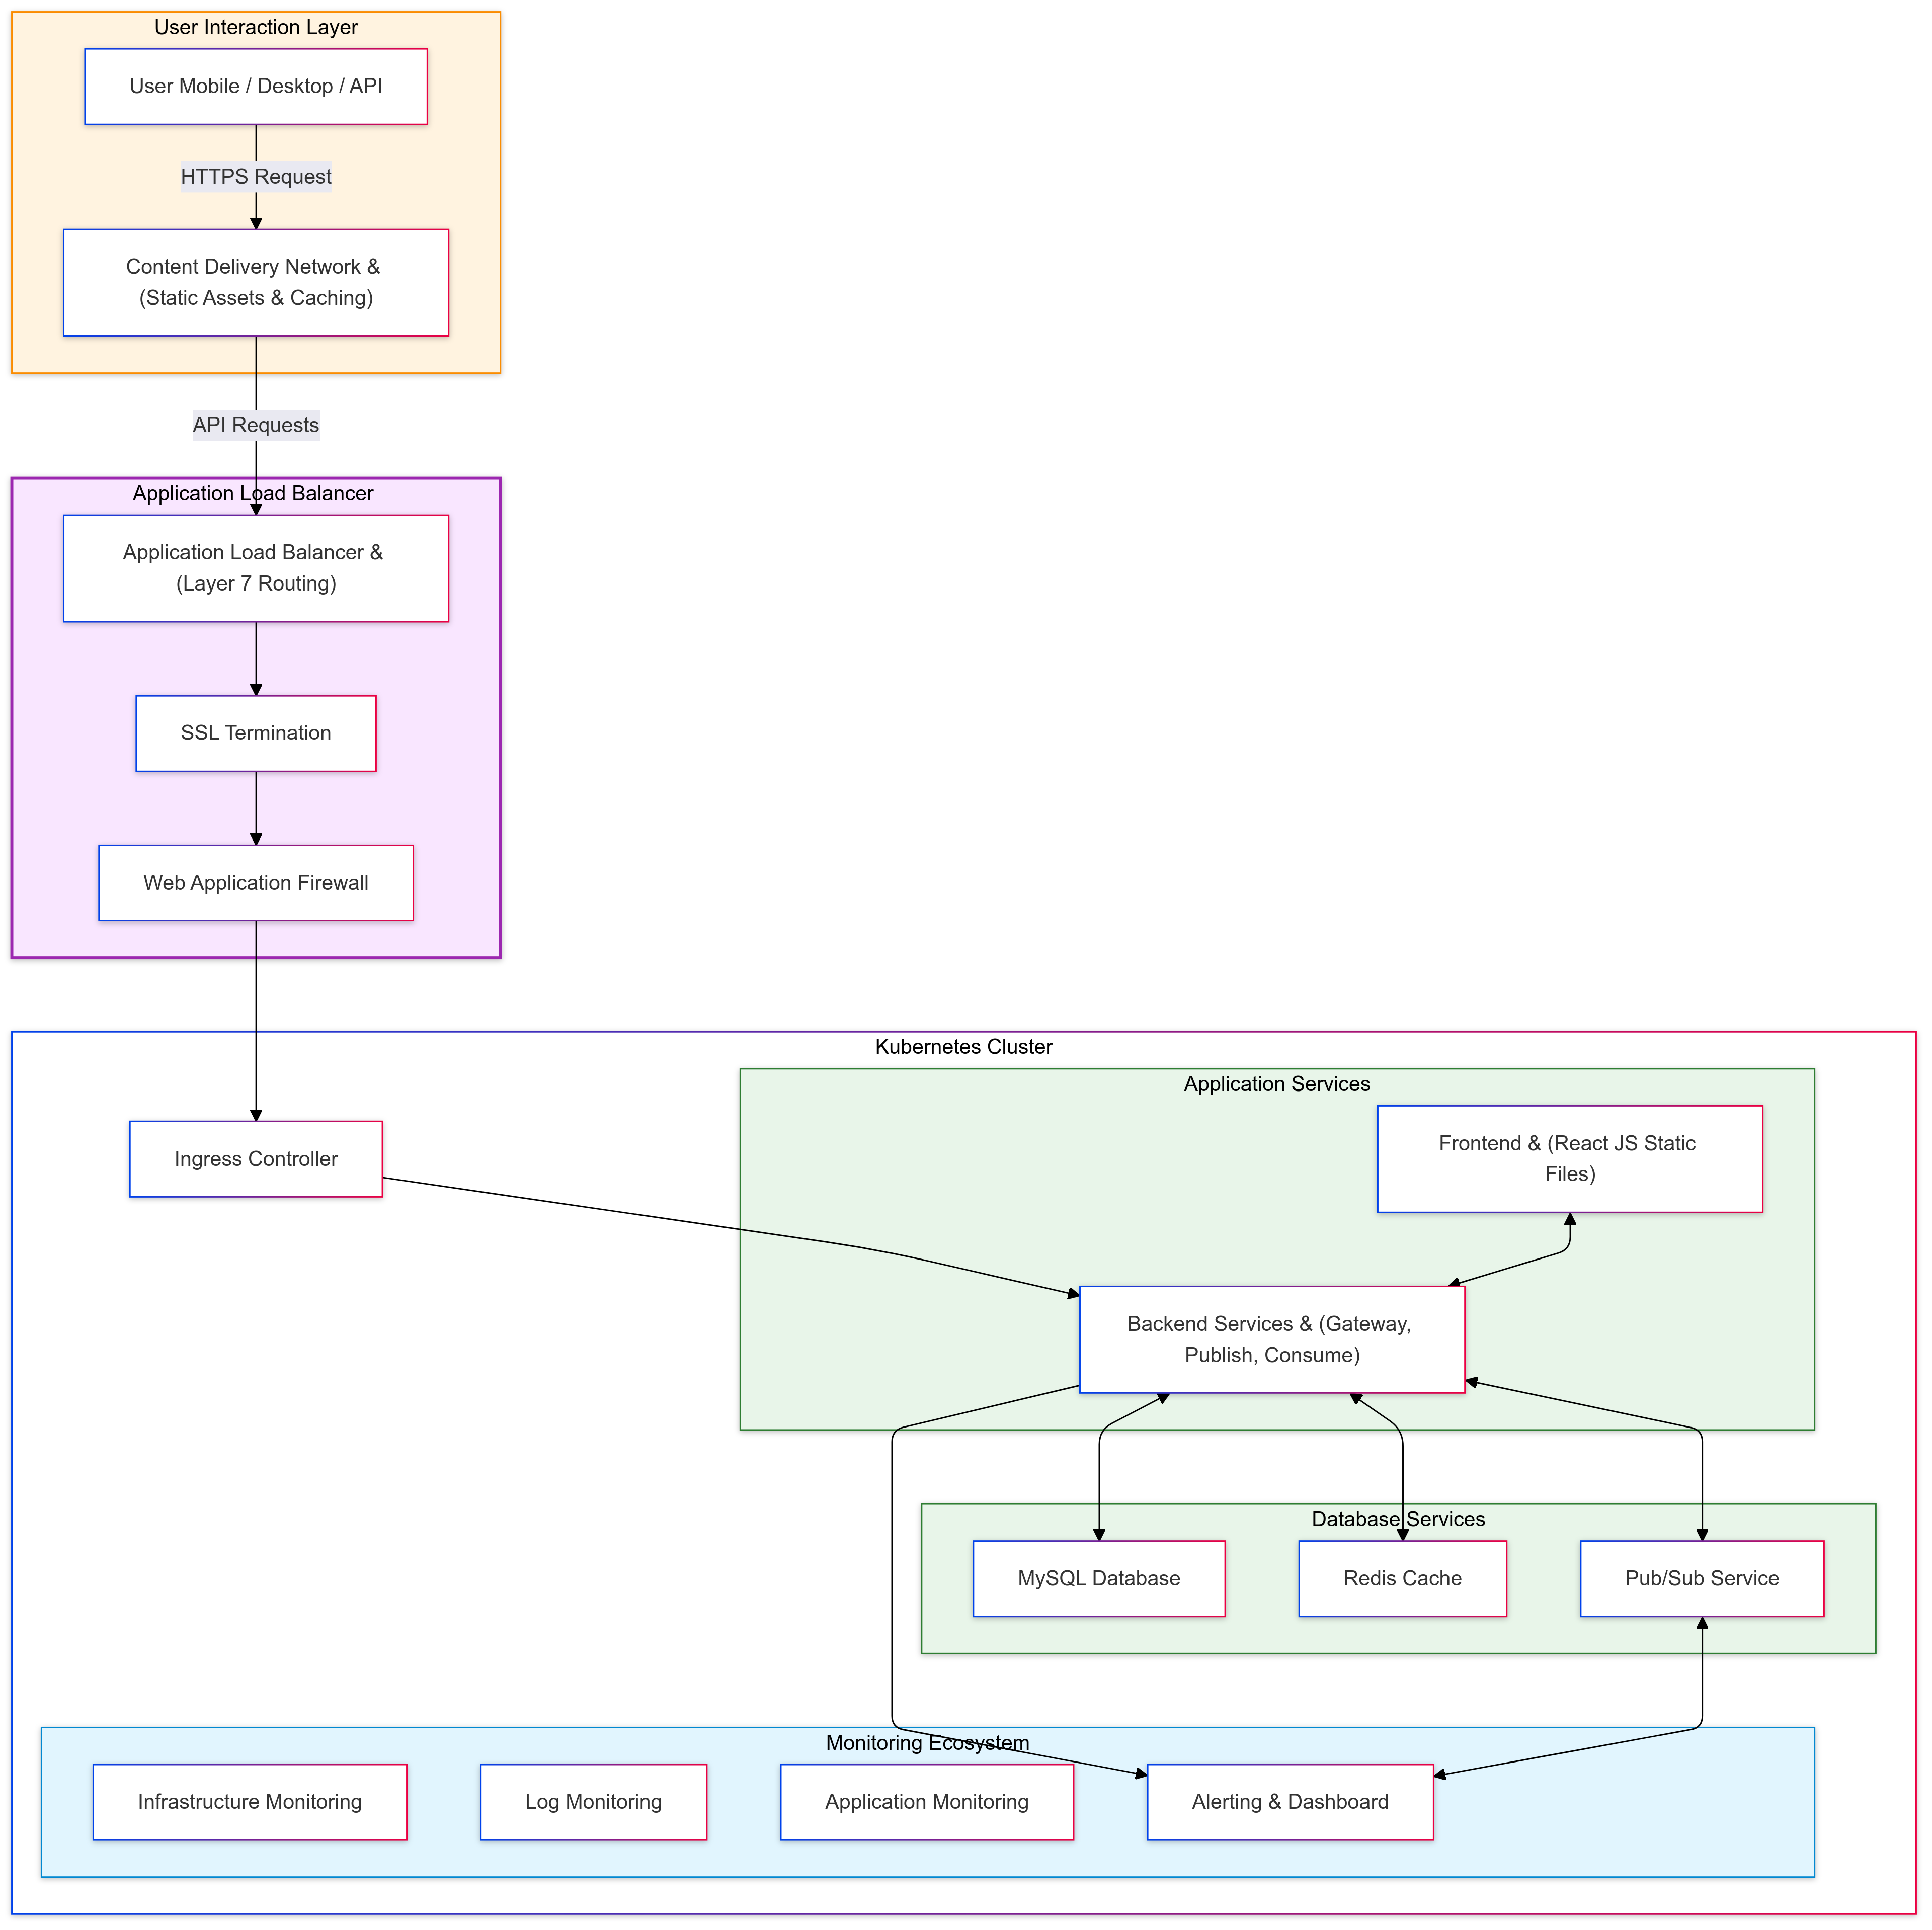 User Interaction Layer
User Mobile / Desktop / API
HTTPS Request
Content Delivery Network &
(Static Assets & Caching)
API Requests
Application Load Balancer
Application Load Balancer &
(Layer 7 Routing)
SSL Termination
Web Application Firewall
Kubernetes Cluster
Application Services
Frontend & (React JS Static
Files)
Ingress Controller
Backend Services & (Gateway,
Publish, Consume)
Database Services
MySQL Database
Redis Cache
Pub/Sub Service
Monitoring Ecosystem
Infrastructure Monitoring
Log Monitoring
Application Monitoring
Alerting & Dashboard